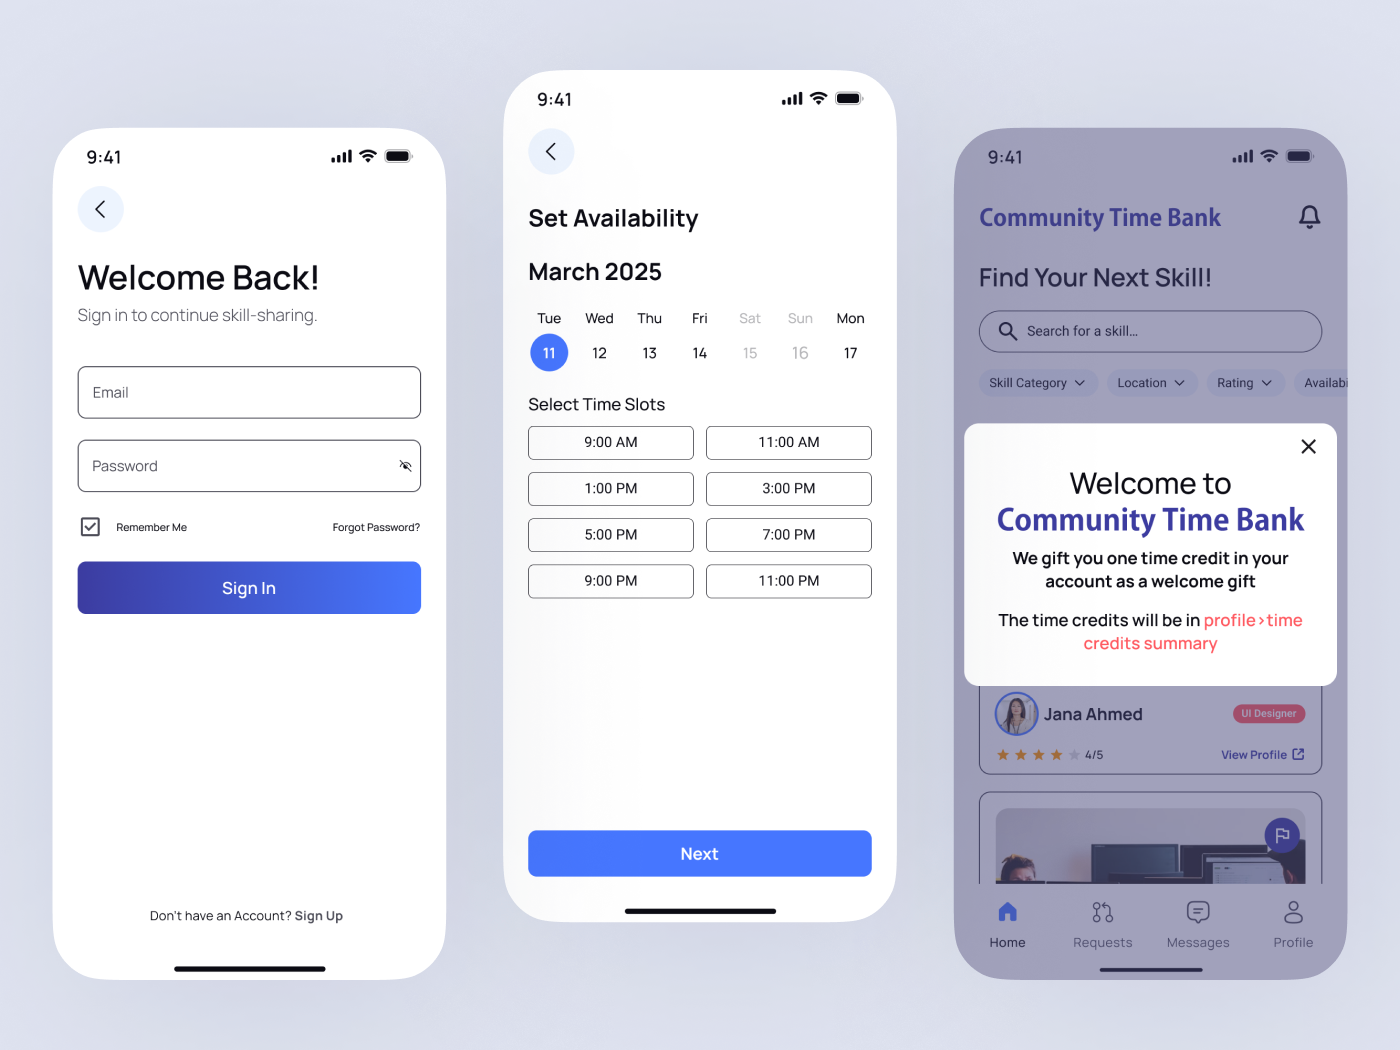 9:41
Welcome Back!
Sign in to continue skill-sharing.
Email
Password
Remember Me
Forgot Password?
Sign In
Don't have an Account? Sign Up
9:41
Set Availability
March 2025
Tue Wed Thu Fri Sat Sun Mon
11 12 13 14 15 16 17
Select Time Slots
9:00 AM 11:00 AM
1:00 PM 3:00 PM
5:00 PM 7:00 PM
9:00 PM 11:00 PM
Next
9:41
Community Time Bank
Find Your Next Skill!
Search for a skill...
Skill Category Location Rating Availabi
Welcome to
Community Time Bank
We gift you one time credit in your
account as a welcome gift
The time credits will be in profile>time
credits summary
Jana Ahmed
UI Designer
4/5
View Profile
Home Requests Messages Profile